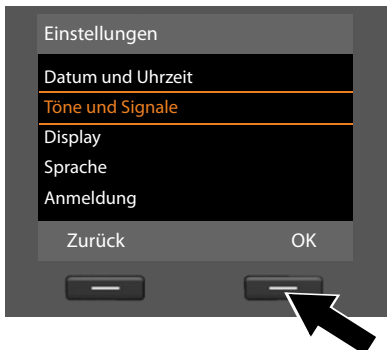 Einstellungen
Datum und Uhrzeit
Töne und Signale
Display
Sprache
Anmeldung
Zurück OK